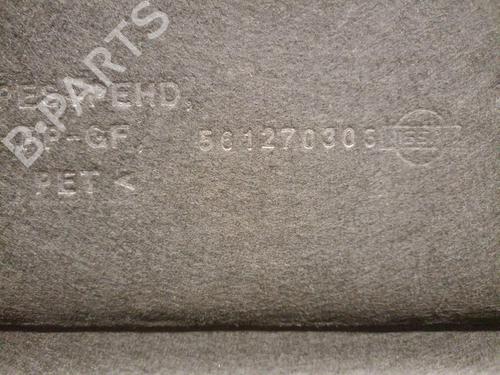 B-PARTS
PES, PEHD,
PP-GF, 561270306
PET <